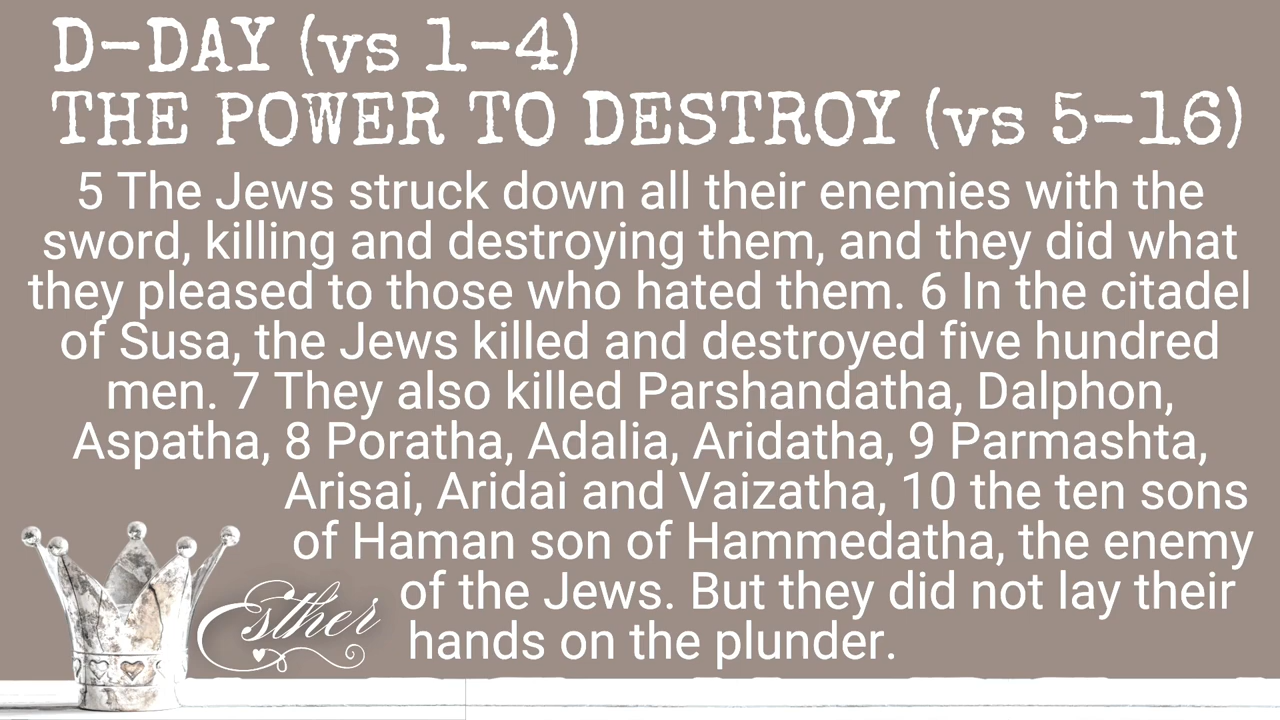 D-DAY (vs 1-4)
THE POWER TO DESTROY (vs 5-16)
5 The Jews struck down all their enemies with the
sword, killing and destroying them, and they did what
they pleased to those who hated them. 6 In the citadel
of Susa, the Jews killed and destroyed five hundred
men. 7 They also killed Parshandatha, Dalphon,
Aspatha, 8 Poratha, Adalia, Aridatha, 9 Parmashta,
Arisai, Aridai and Vaizatha, 10 the ten sons
of Haman son of Hammedatha, the enemy
of the Jews. But they did not lay their
hands on the plunder.
Esther